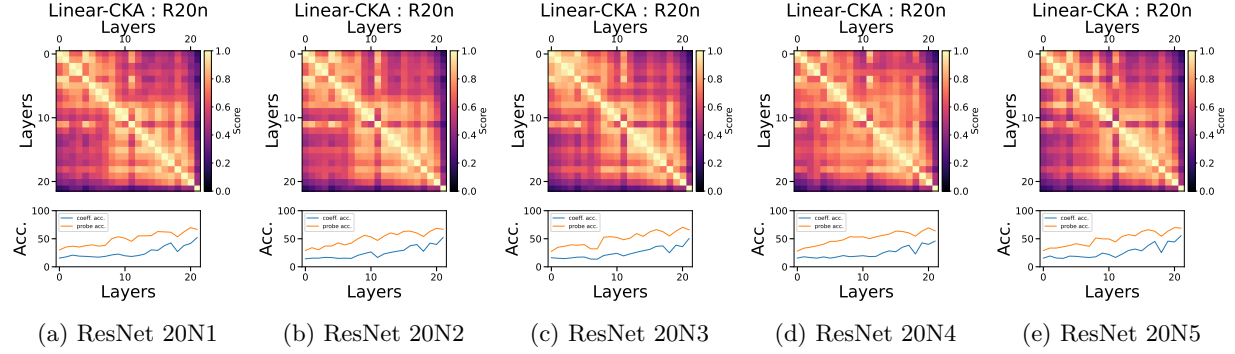 Linear-CKA : R20n
Layers
0 10 20
Layers
0
10
20
1.0
0.8
0.6
0.4
0.2
0.0
Score
Acc.
100
50
0
coeff. acc.
probe acc.
0 10 20
Layers
(a) ResNet 20N1
Linear-CKA : R20n
Layers
0 10 20
Layers
0
10
20
1.0
0.8
0.6
0.4
0.2
0.0
Score
Acc.
100
50
0
coeff. acc.
probe acc.
0 10 20
Layers
(b) ResNet 20N2
Linear-CKA : R20n
Layers
0 10 20
Layers
0
10
20
1.0
0.8
0.6
0.4
0.2
0.0
Score
Acc.
100
50
0
coeff. acc.
probe acc.
0 10 20
Layers
(c) ResNet 20N3
Linear-CKA : R20n
Layers
0 10 20
Layers
0
10
20
1.0
0.8
0.6
0.4
0.2
0.0
Score
Acc.
100
50
0
coeff. acc.
probe acc.
0 10 20
Layers
(d) ResNet 20N4
Linear-CKA : R20n
Layers
0 10 20
Layers
0
10
20
1.0
0.8
0.6
0.4
0.2
0.0
Score
Acc.
100
50
0
coeff. acc.
probe acc.
0 10 20
Layers
(e) ResNet 20N5